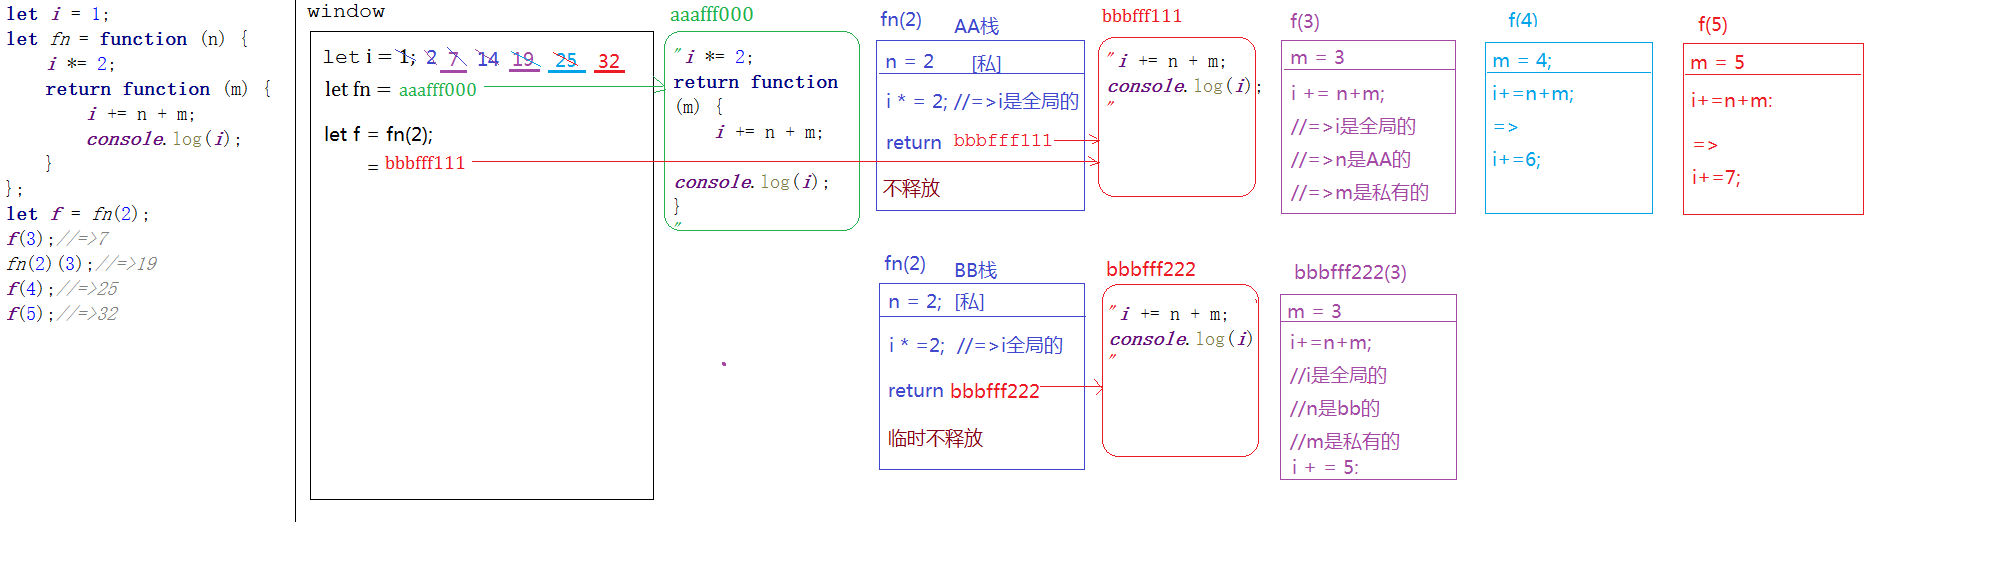 let i = 1;
let fn = function (n) {
i *= 2;
return function (m) {
i += n + m;
console.log(i);
}
};
let f = fn(2);
f(3);//=>7
fn(2)(3);//=>19
f(4);//=>25
f(5);//=>32
window
let i = 1; 2 7 14 19 25 32
let fn = aaafff000
let f = fn(2);
= bbbfff111
aaafff000
"i *= 2;
return function
(m) {
i += n + m;
console.log(i);
}
"
fn(2) AA栈
n = 2 [私]
i * = 2; //=>i是全局的
return bbbfff111
不释放
bbbfff111
"i += n + m;
console.log(i);
"
f(3)
m = 3
i += n+m;
//=>i是全局的
//=>n是AA的
//=>m是私有的
f(4)
m = 4;
i+=n+m;
=>
i+=6;
f(5)
m = 5
i+=n+m:
=>
i+=7;
fn(2) BB栈
n = 2; [私]
i * =2; //=>i全局的
return bbbfff222
临时不释放
bbbfff222
"i += n + m;
console.log(i)
"
bbbfff222(3)
m = 3
i+=n+m;
//i是全局的
//n是bb的
//m是私有的
i + = 5: